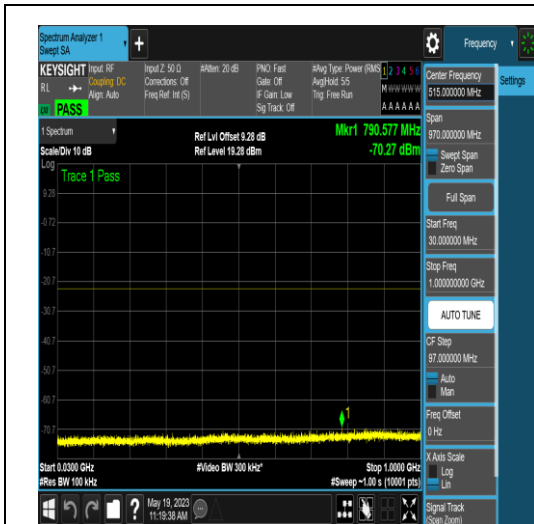 Spectrum Analyzer 1
Swept SA
+
Frequency
Settings
KEYSIGHT
RL
PASS
Input: RF
Coupling: DC
Align: Auto
Input Z: 50 Ω
Corrections: Off
Freq Ref: Int (S)
#Atten: 20 dB
PNO: Fast
Gate: Off
IF Gain: Low
Sig Track: Off
#Avg Type: Power (RMS
Avg|Hold: 5/5
Trig: Free Run
1 2 3 4 5 6
M W W W W W
A A A A A A
1 Spectrum
Scale/Div 10 dB
Ref Lvl Offset 9.28 dB
Ref Level 19.28 dBm
Mkr1 790.577 MHz
-70.27 dBm
Log
Trace 1 Pass
9.28
-0.72
-10.7
-20.7
-30.7
-40.7
-50.7
-60.7
-70.7
1
Start 0.0300 GHz
#Res BW 100 kHz
#Video BW 300 kHz*
Stop 1.0000 GHz
#Sweep ~1.00 s (10001 pts)
Center Frequency
515.000000 MHz
Span
970.000000 MHz
Swept Span
Zero Span
Full Span
Start Freq
30.000000 MHz
Stop Freq
1.000000000 GHz
AUTO TUNE
CF Step
97.000000 MHz
Auto
Man
Freq Offset
0 Hz
X Axis Scale
Log
Lin
Signal Track
(Span Zoom)
?
May 19, 2023
11:19:38 AM